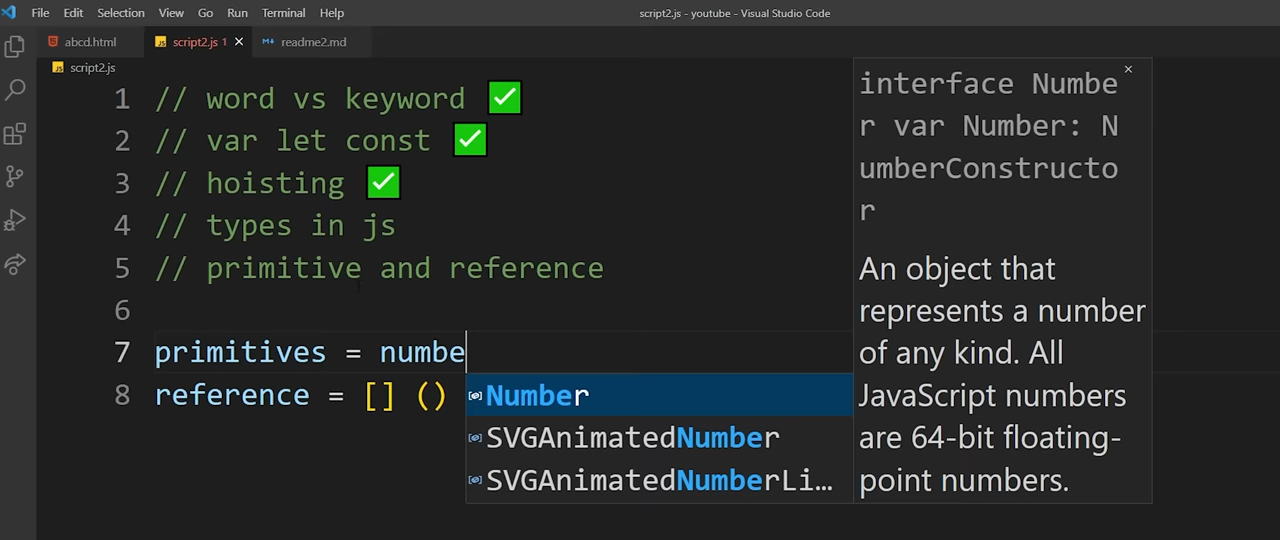 File Edit Selection View Go Run Terminal Help script2.js - youtube - Visual Studio Code
abcd.html script2.js 1 × readme2.md
script2.js
1 // word vs keyword ✅
2 // var let const ✅
3 // hoisting ✅
4 // types in js
5 // primitive and reference
6
7 primitives = numbe
8 reference = [] ()
Number
SVGAnimatedNumber
SVGAnimatedNumberLi…
interface Numbe
r var Number: N
umberConstructo
r
An object that
represents a number
of any kind. All
JavaScript numbers
are 64-bit floating-
point numbers.